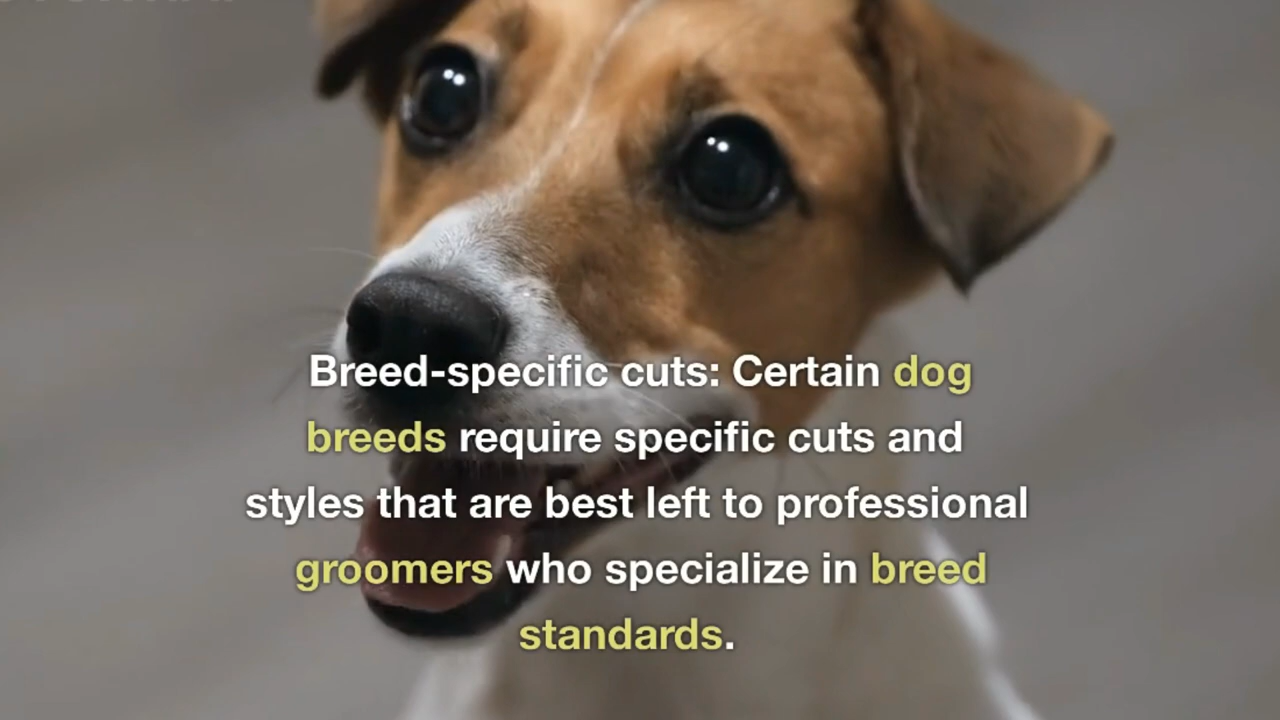 Breed-specific cuts: Certain dog
breeds require specific cuts and
styles that are best left to professional
groomers who specialize in breed
standards.